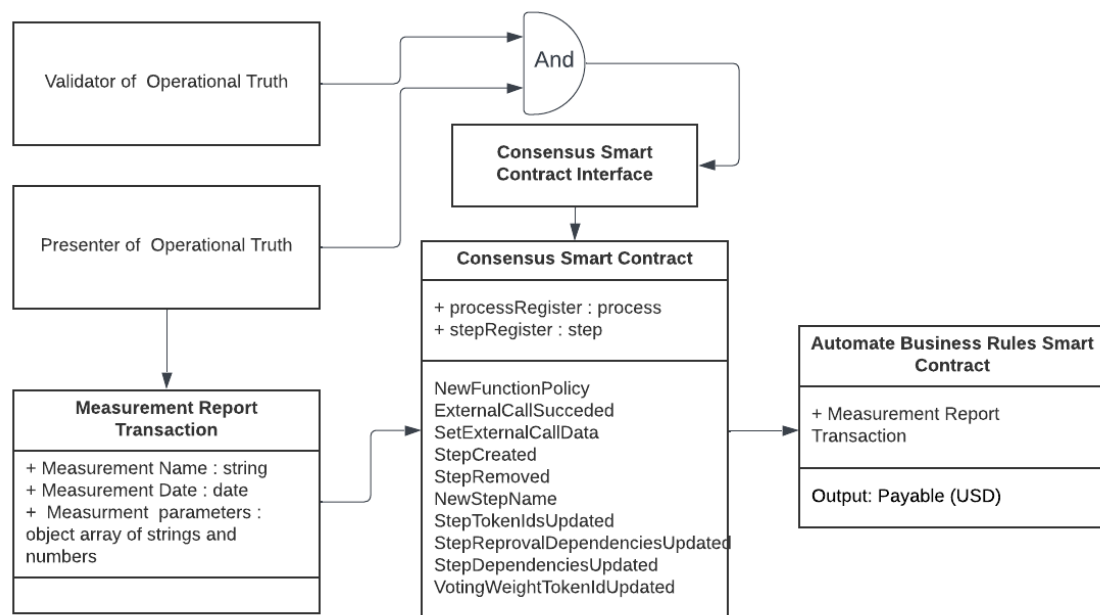 Validator of  Operational Truth
And
Consensus Smart
Contract Interface
Presenter of  Operational Truth
Consensus Smart Contract
+ processRegister : process
+ stepRegister : step
NewFunctionPolicy
ExternalCallSucceded
SetExternalCallData
StepCreated
StepRemoved
NewStepName
StepTokenIdsUpdated
StepReprovalDependenciesUpdated
StepDependenciesUpdated
VotingWeightTokenIdUpdated
Measurement Report
Transaction
+ Measurement Name : string
+ Measurement Date : date
+  Measurment  parameters :
object array of strings and
numbers
Automate Business Rules Smart
Contract
+ Measurement Report
Transaction
Output: Payable (USD)